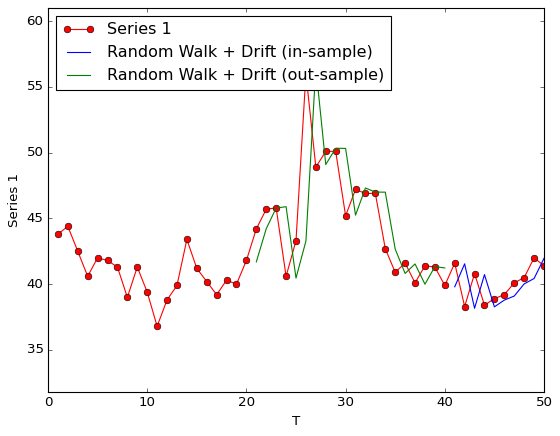 60
55
50
45
40
35
Series 1
Series 1
Random Walk + Drift (in-sample)
Random Walk + Drift (out-sample)
0
10
20
30
40
50
T